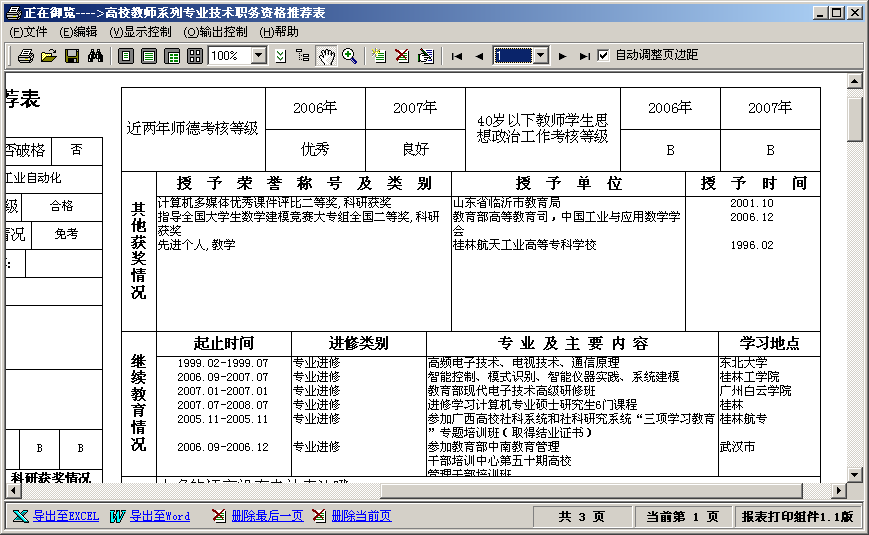 正在御览---->高校教师系列专业技术职务资格推荐表
(F)文件 (E)编辑 (V)显示控制 (O)输出控制 (H)帮助
100% 1 自动调整页边距
荐表
否破格 否
工业自动化
级 合格
情况 免考
:
B B
科研获奖情况
近两年师德考核等级 2006年 2007年 40岁以下教师学生思想政治工作考核等级 2006年 2007年
优秀 良好 B B
其他获奖情况
授 予 荣 誉 称 号 及 类 别 授 予 单 位 授 予 时 间
计算机多媒体优秀课件评比二等奖,科研获奖 山东省临沂市教育局 2001.10
指导全国大学生数学建模竞赛大专组全国二等奖,科研 教育部高等教育司，中国工业与应用数学学 2006.12
获奖 会
先进个人,教学 桂林航天工业高等专科学校 1996.02
继续教育情况
起止时间 进修类别 专 业 及 主 要 内 容 学习地点
1999.02-1999.07 专业进修 高频电子技术、电视技术、通信原理 东北大学
2006.09-2007.07 专业进修 智能控制、模式识别、智能仪器实践、系统建模 桂林工学院
2007.01-2007.01 专业进修 教育部现代电子技术高级研修班 广州白云学院
2007.07-2008.07 专业进修 进修学习计算机专业硕士研究生6门课程 桂林
2005.11-2005.11 专业进修 参加广西高校社科系统和社科研究系统“三项学习教育 桂林航专
”专题培训班（取得结业证书）
2006.09-2006.12 专业进修 参加教育部中南教育管理 武汉市
干部培训中心第五十期高校
管理干部培训班
导出至EXCEL 导出至Word 删除最后一页 删除当前页 共 3 页 当前第 1 页 报表打印组件1.1版